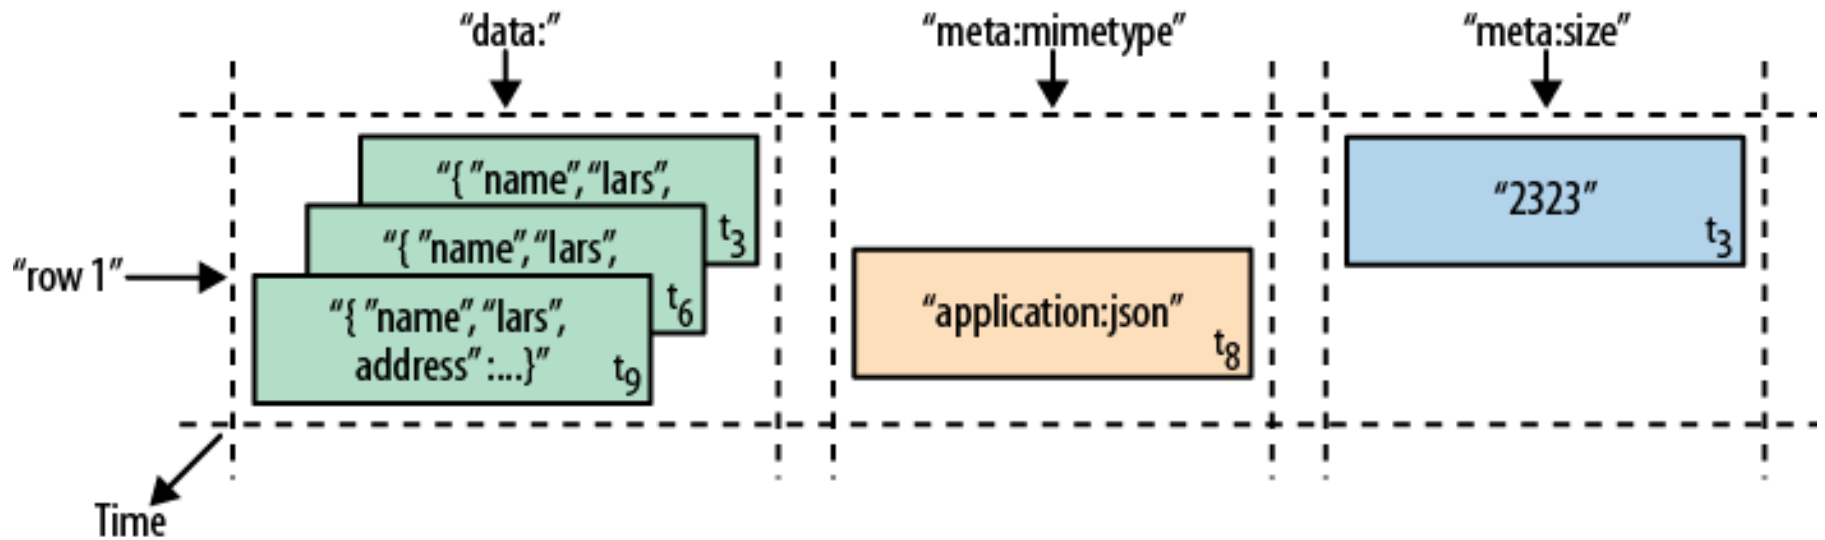 “data:”
“meta:mimetype”
“meta:size”
“{ ”name”, “lars”,
t3
“{ ”name”, “lars”,
t6
“{ ”name”, “lars”,
address” :...}”
t9
“application:json”
t8
“2323”
t3
“row 1”
Time